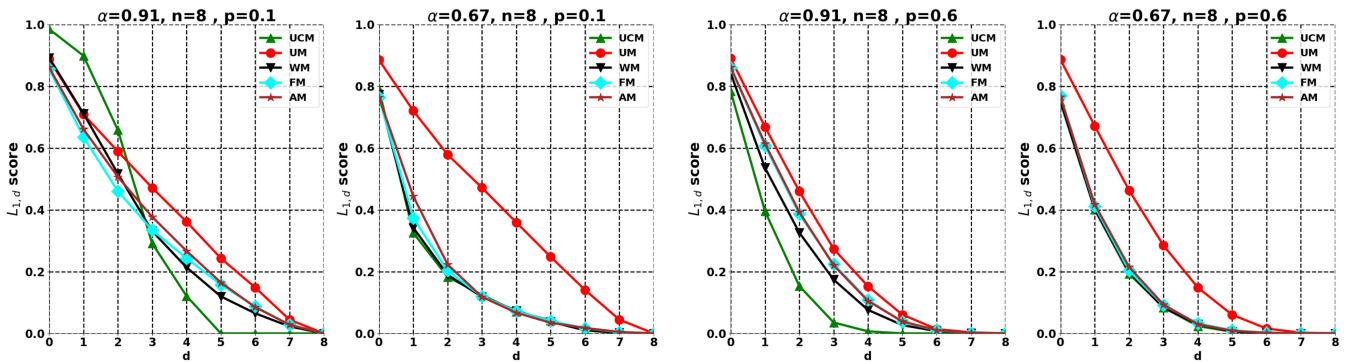 α=0.91, n=8 , p=0.1
L1,d score
1.0
0.8
0.6
0.4
0.2
0.0
UCM
UM
WM
FM
AM
0 1 2 3 4 5 6 7 8
d
α=0.67, n=8 , p=0.1
L1,d score
1.0
0.8
0.6
0.4
0.2
0.0
UCM
UM
WM
FM
AM
0 1 2 3 4 5 6 7 8
d
α=0.91, n=8 , p=0.6
L1,d score
1.0
0.8
0.6
0.4
0.2
0.0
UCM
UM
WM
FM
AM
0 1 2 3 4 5 6 7 8
d
α=0.67, n=8 , p=0.6
L1,d score
1.0
0.8
0.6
0.4
0.2
0.0
UCM
UM
WM
FM
AM
0 1 2 3 4 5 6 7 8
d